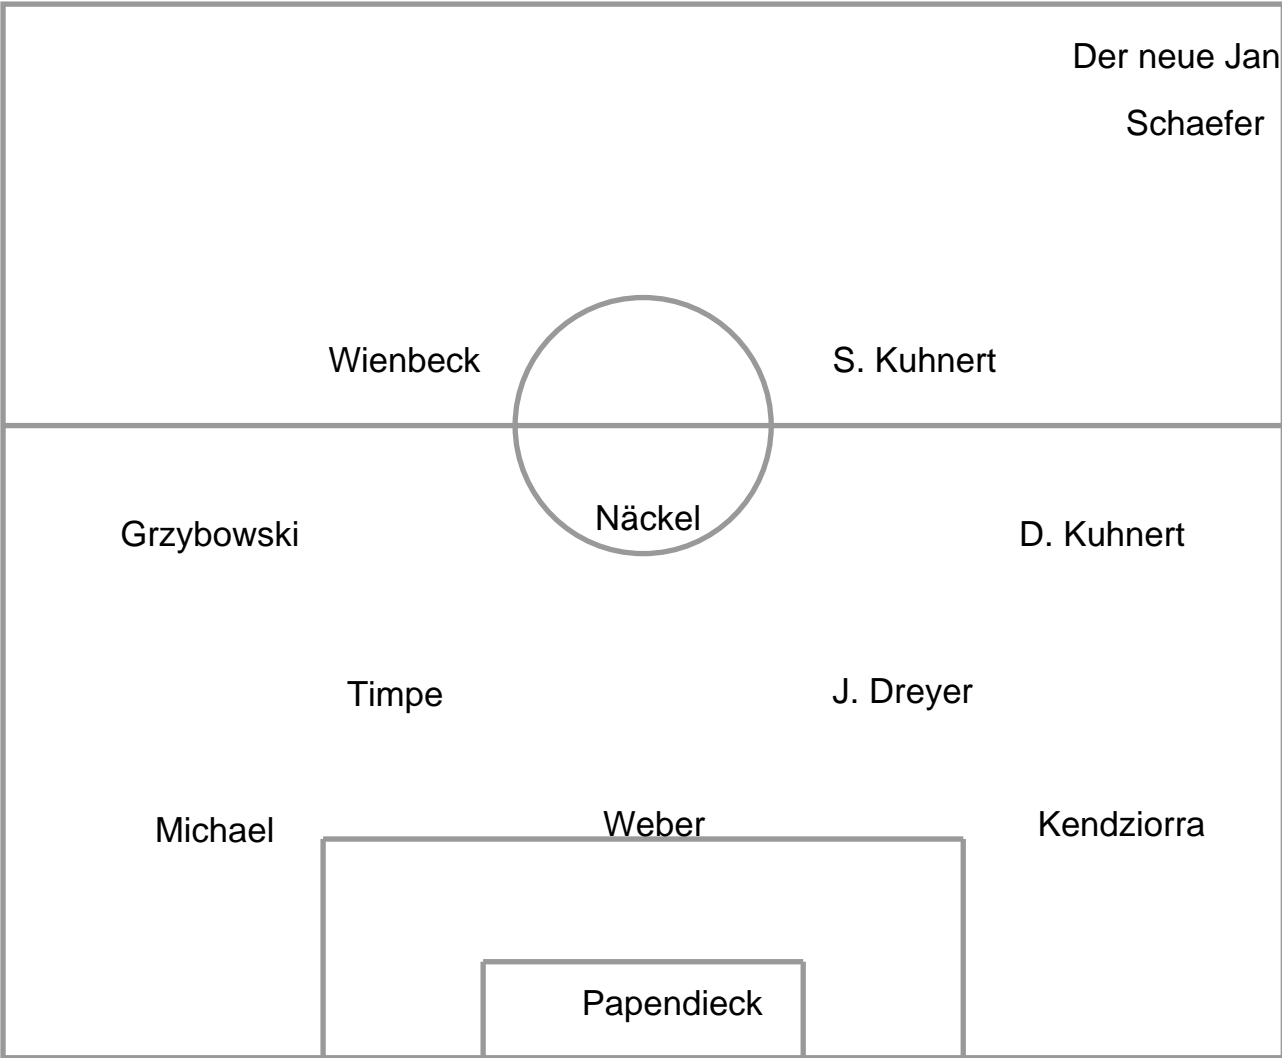 Der neue Jan
Schaefer
Wienbeck
S. Kuhnert
Grzybowski
Näckel
D. Kuhnert
Timpe
J. Dreyer
Michael
Weber
Kendziorra
Papendieck